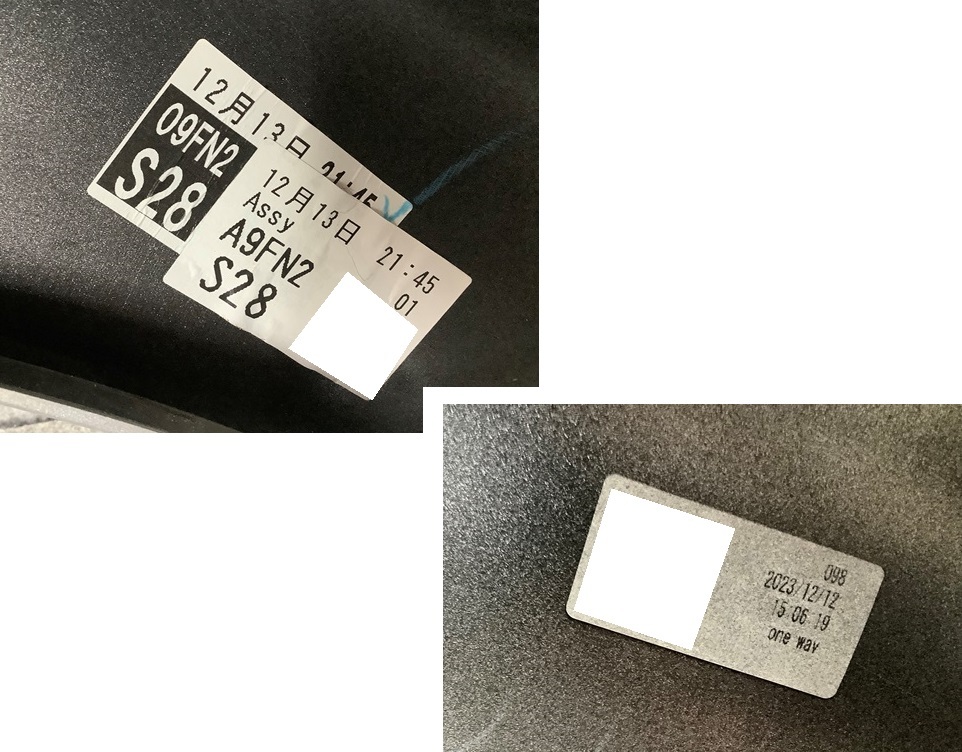 12月13日 21:45
09FN2
S28
12月13日 21:45
Assy 01
A9FN2
S28
098
2023/12/12
15:06:19
one way